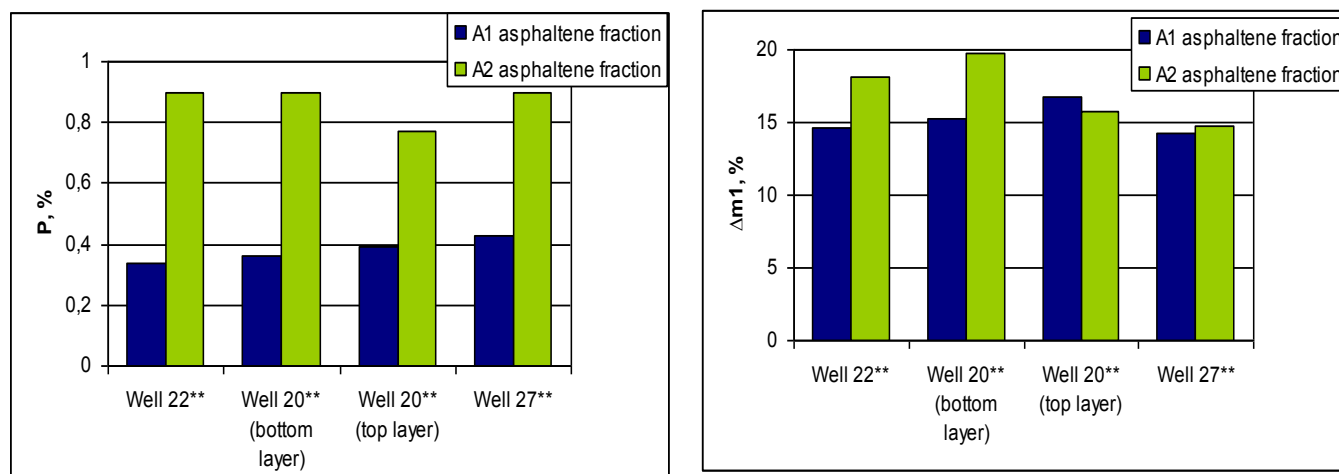 A1 asphaltene fraction
A2 asphaltene fraction
P, %
1
0,8
0,6
0,4
0,2
0
Well 22**
Well 20**
(bottom
layer)
Well 20**
(top layer)
Well 27**
A1 asphaltene fraction
A2 asphaltene fraction
Δm1, %
20
15
10
5
0
Well 22**
Well 20**
(bottom
layer)
Well 20**
(top layer)
Well 27**